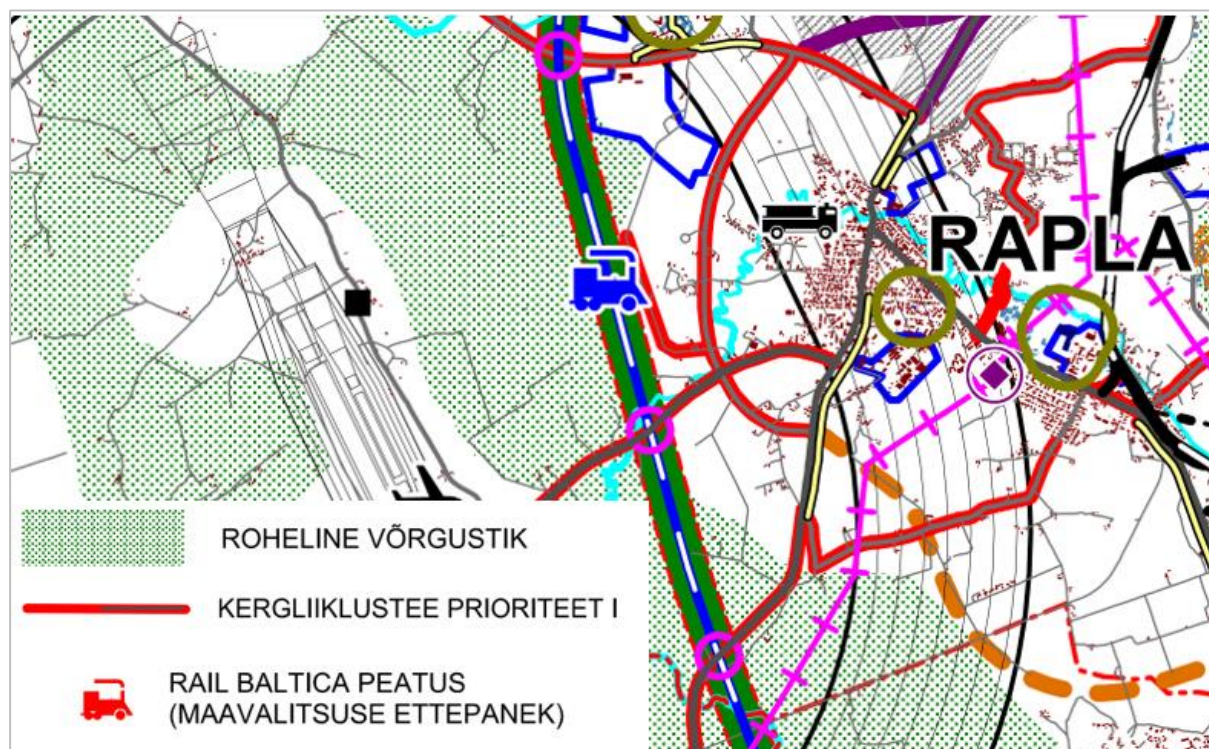 RAPLA
ROHELINE VÕRGUSTIK
KERGLIIKLUSTEE PRIORITEET I
RAIL BALTICA PEATUS
(MAAVALITSUSE ETTEPANEK)